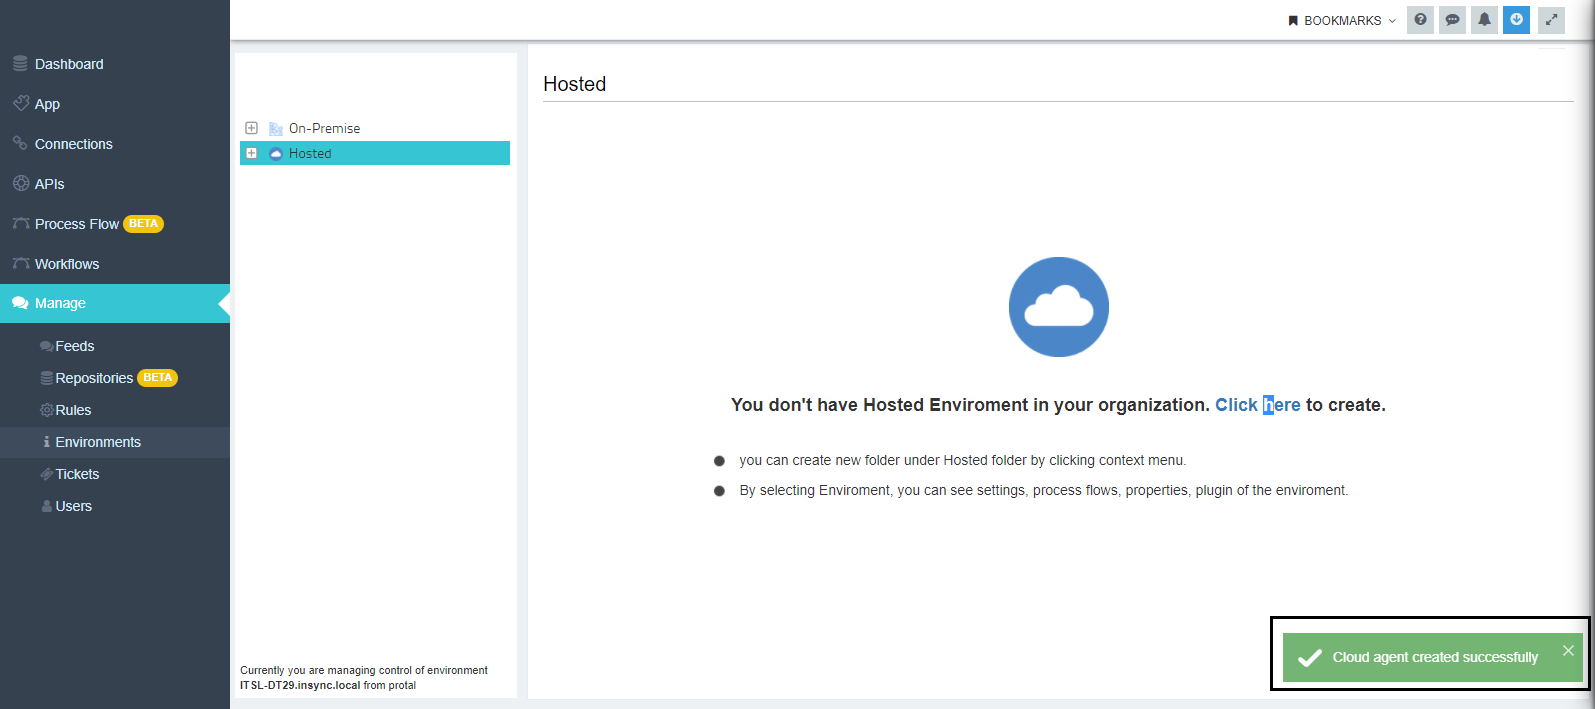 BOOKMARKS
Dashboard
App
Connections
APIs
Process Flow BETA
Workflows
Manage
Feeds
Repositories BETA
Rules
Environments
Tickets
Users
On-Premise
Hosted
Currently you are managing control of environment
ITSL-DT29.insync.local from protal
Hosted
You don't have Hosted Enviroment in your organization. Click here to create.
you can create new folder under Hosted folder by clicking context menu.
By selecting Enviroment, you can see settings, process flows, properties, plugin of the enviroment.
Cloud agent created successfully